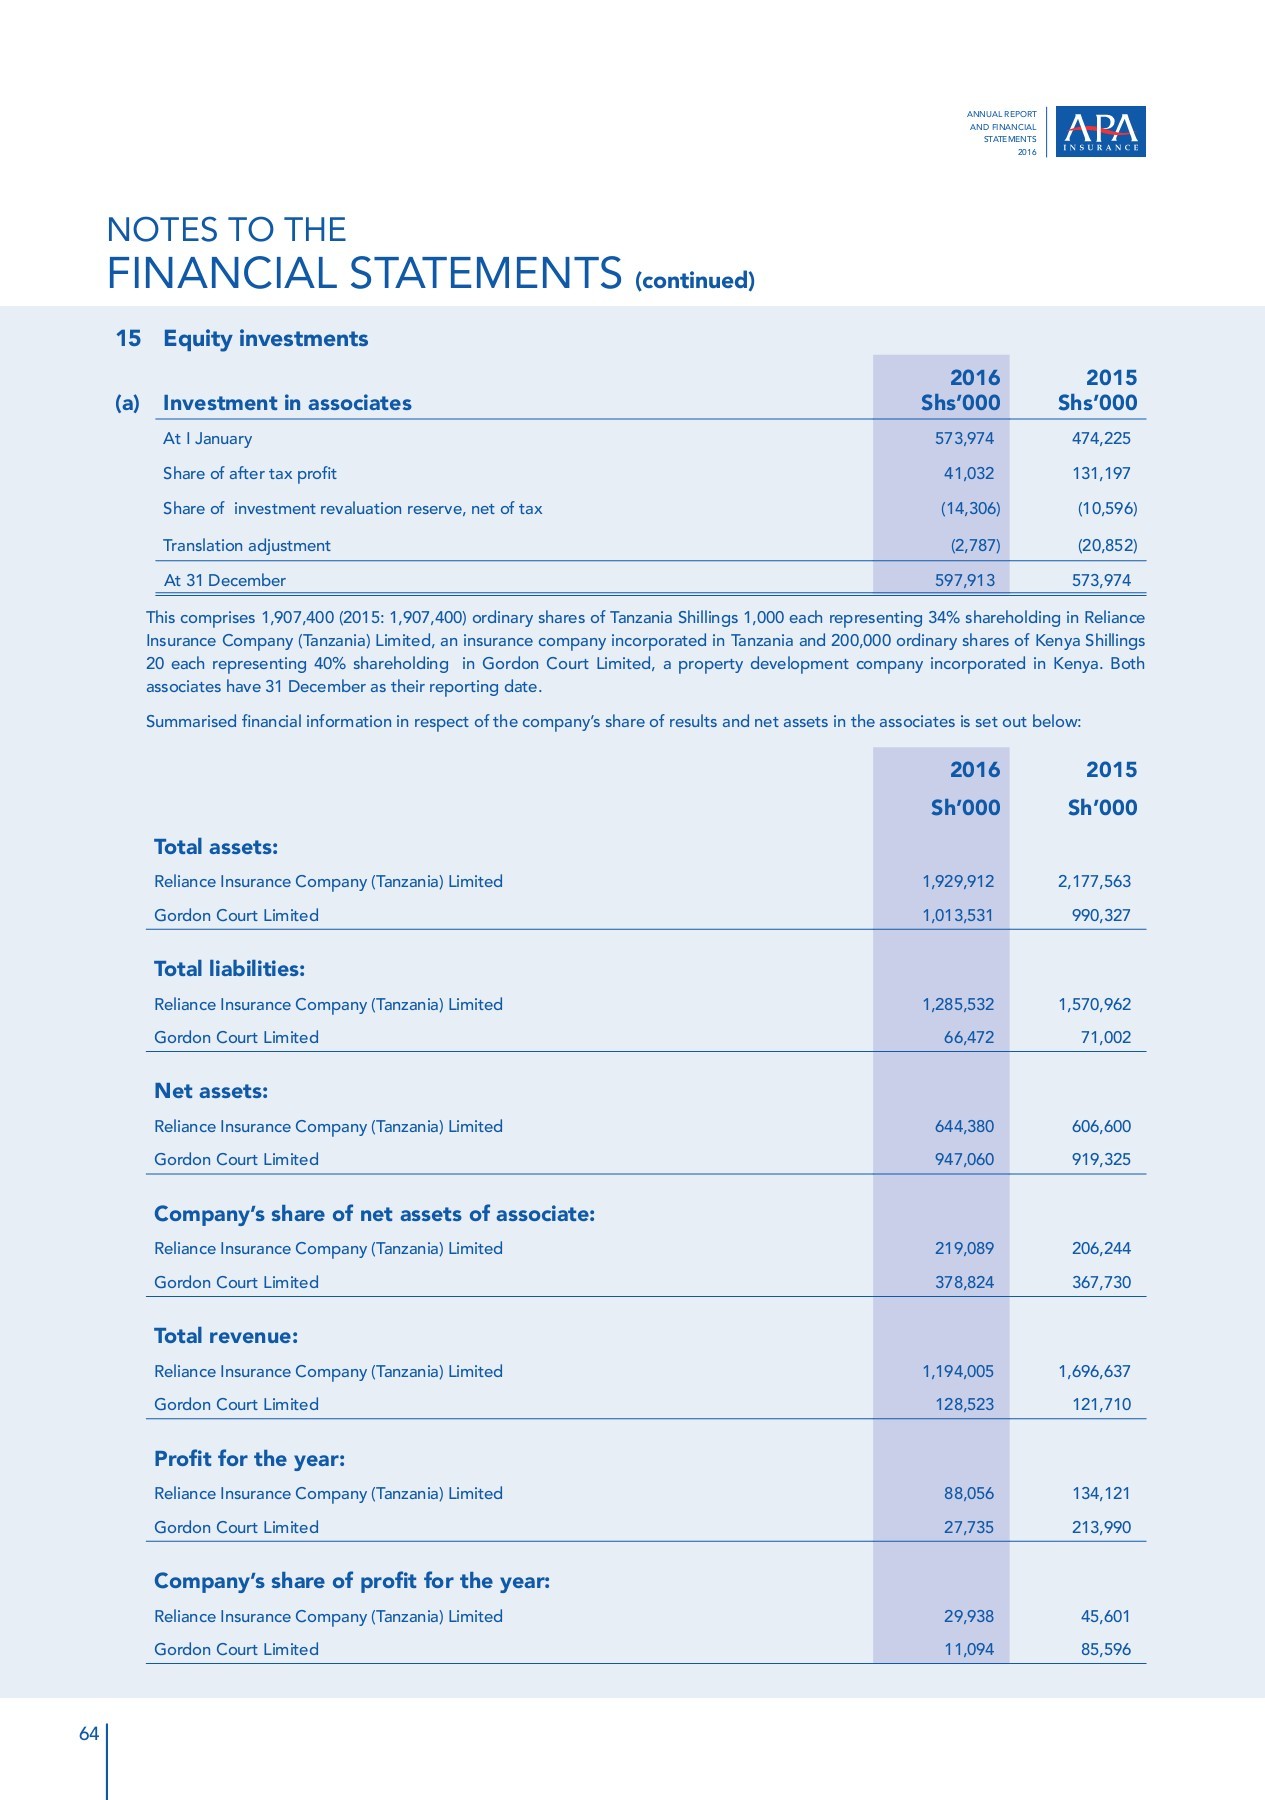 ANNUAL REPORT
AND FINANCIAL
STATEMENTS
2016
APA
INSURANCE
NOTES TO THE
FINANCIAL STATEMENTS (continued)
15 Equity investments
2016 2015
(a) Investment in associates Shs’000 Shs’000
At I January 573,974 474,225
Share of after tax profit 41,032 131,197
Share of investment revaluation reserve, net of tax (14,306) (10,596)
Translation adjustment (2,787) (20,852)
At 31 December 597,913 573,974
This comprises 1,907,400 (2015: 1,907,400) ordinary shares of Tanzania Shillings 1,000 each representing 34% shareholding in Reliance
Insurance Company (Tanzania) Limited, an insurance company incorporated in Tanzania and 200,000 ordinary shares of Kenya Shillings
20 each representing 40% shareholding in Gordon Court Limited, a property development company incorporated in Kenya. Both
associates have 31 December as their reporting date.
Summarised financial information in respect of the company’s share of results and net assets in the associates is set out below:
2016 2015
Sh’000 Sh’000
Total assets:
Reliance Insurance Company (Tanzania) Limited 1,929,912 2,177,563
Gordon Court Limited 1,013,531 990,327
Total liabilities:
Reliance Insurance Company (Tanzania) Limited 1,285,532 1,570,962
Gordon Court Limited 66,472 71,002
Net assets:
Reliance Insurance Company (Tanzania) Limited 644,380 606,600
Gordon Court Limited 947,060 919,325
Company’s share of net assets of associate:
Reliance Insurance Company (Tanzania) Limited 219,089 206,244
Gordon Court Limited 378,824 367,730
Total revenue:
Reliance Insurance Company (Tanzania) Limited 1,194,005 1,696,637
Gordon Court Limited 128,523 121,710
Profit for the year:
Reliance Insurance Company (Tanzania) Limited 88,056 134,121
Gordon Court Limited 27,735 213,990
Company’s share of profit for the year:
Reliance Insurance Company (Tanzania) Limited 29,938 45,601
Gordon Court Limited 11,094 85,596
64